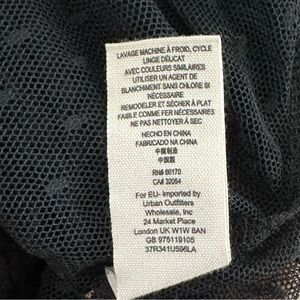 LAVAGE MACHINE À FROID, CYCLE
LINGE DÉLICAT
AVEC COULEURS SIMILAIRES
UTILISER UN AGENT DE
BLANCHIMENT SANS CHLORE SI
NÉCESSAIRE
REMODELER ET SÉCHER À PLAT
FAIBLE COMME FER NÉCESSAIRES
NE PAS NETTOYER À SEC
HECHO EN CHINA
FABRICADO NA CHINA
中國制造
中国製
RN# 66170
CA# 32054
For EU- Imported by
Urban Outfitters
Wholesale, Inc
24 Market Place
London UK W1W 8AN
GB 975119105
37R341U596LA